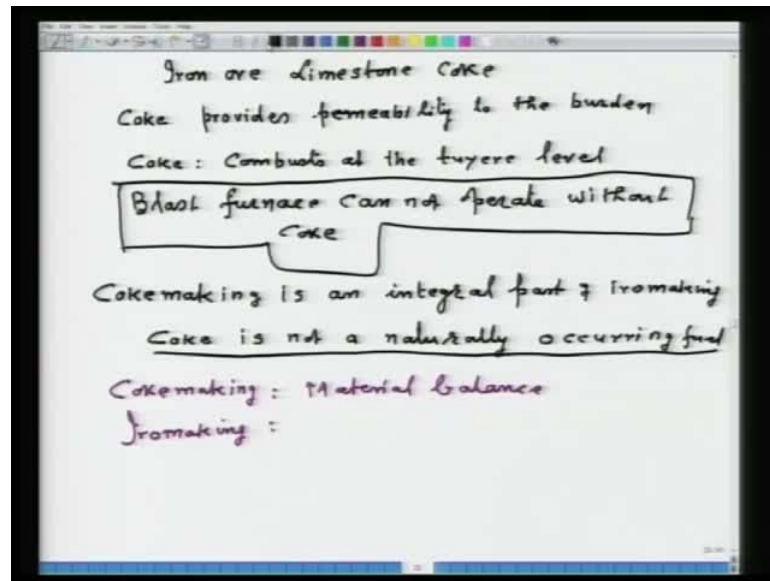 Iron ore Limestone Coke
Coke provides permeability to the burden
Coke: Combusts at the tuyere level
Blast furnace Can not operate without
Coke
Cokemaking is an integral part of iromaking
Coke is not a naturally occurring fuel
Cokemaking : Material balance
Iromaking :